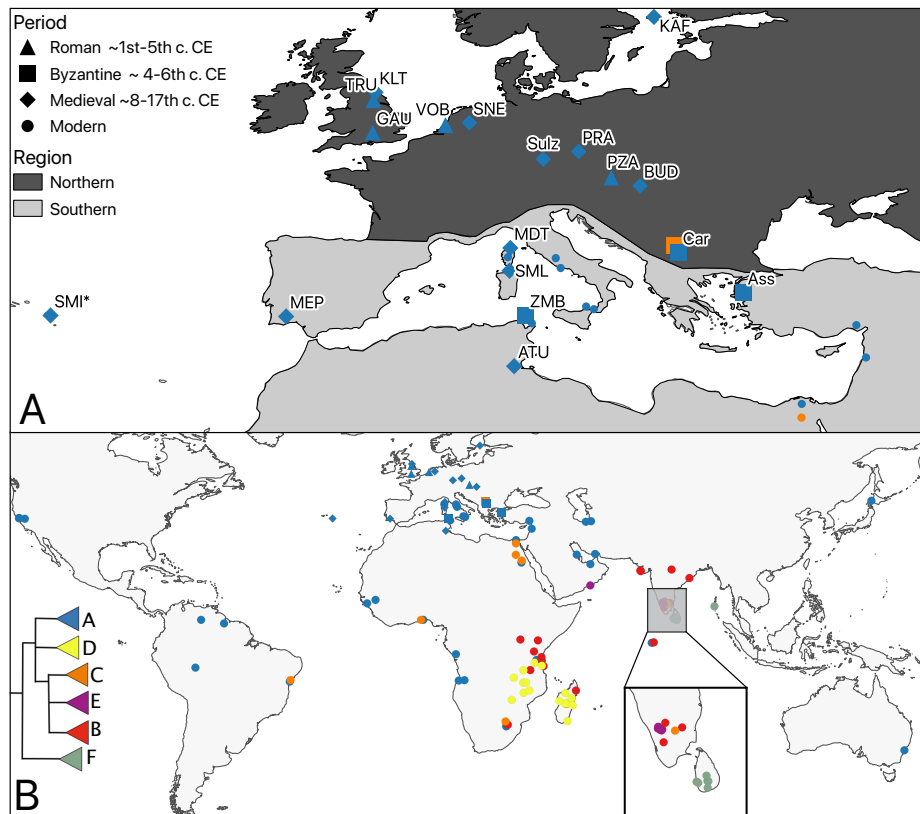 Period
Roman ~1st-5th c. CE
Byzantine ~ 4-6th c. CE
Medieval ~8-17th c. CE
Modern
Region
Northern
Southern
KAF
TRU KLT
GAU
VOB SNE
Sulz PRA
PZA
BUD
MDT
Car
SML
Ass
SMI*
MEP
ZMB
ATU
A
A
D
C
E
B
F
B